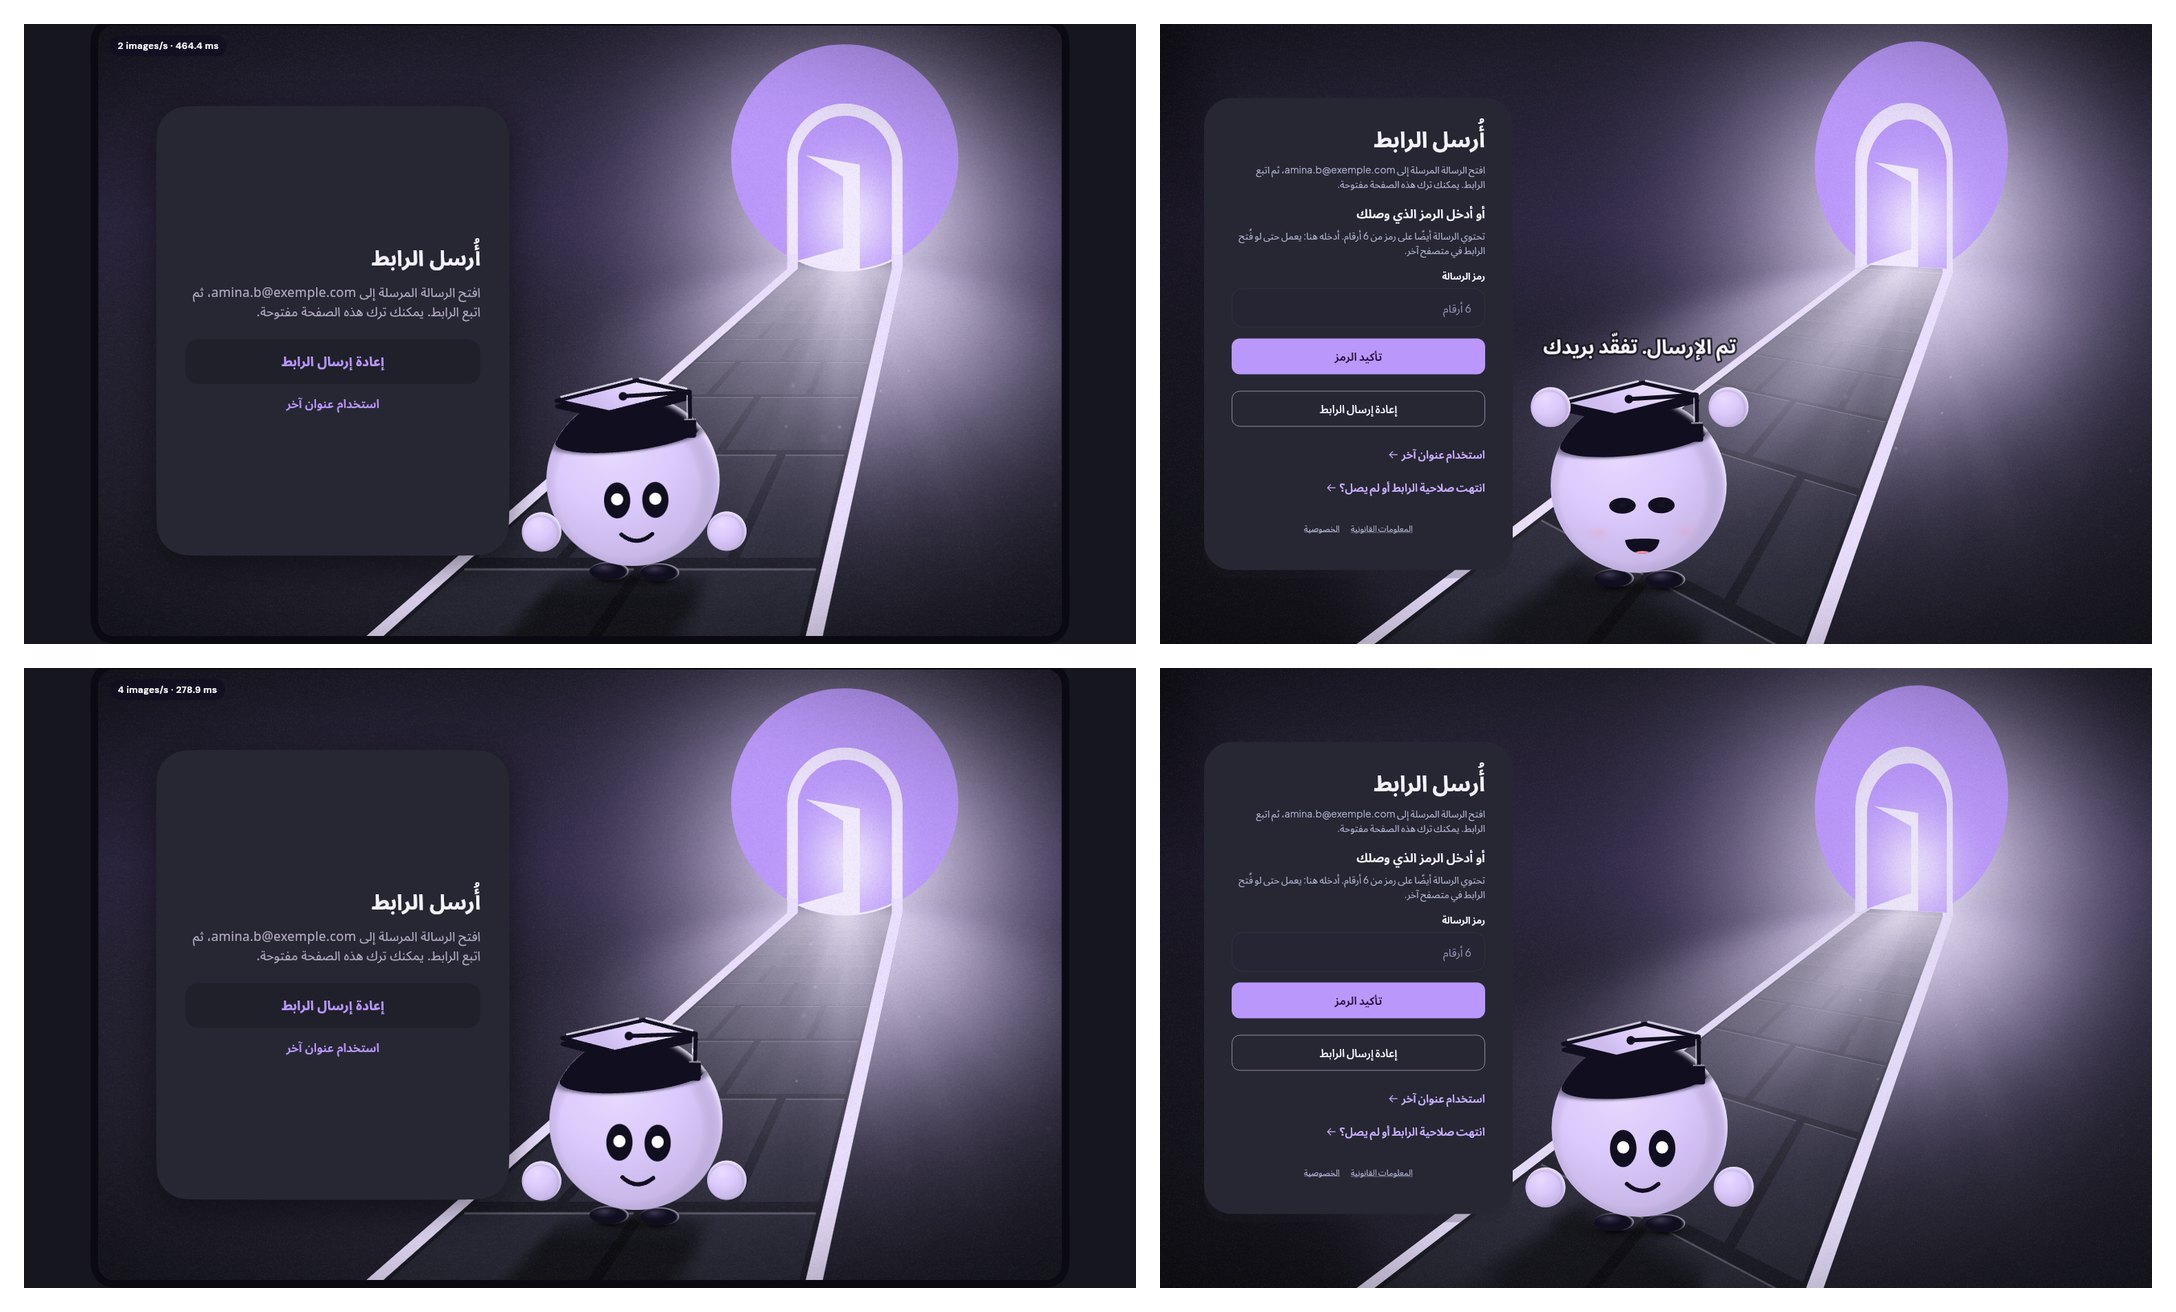 2 images/s · 464.4 ms
أُرسل الرابط
افتح الرسالة المرسلة إلى amina.b@exemple.com، ثم
اتبع الرابط. يمكنك ترك هذه الصفحة مفتوحة.
إعادة إرسال الرابط
استخدام عنوان آخر
أُرسل الرابط
افتح الرسالة المرسلة إلى amina.b@exemple.com، ثم اتبع
الرابط. يمكنك ترك هذه الصفحة مفتوحة.
أو أدخل الرمز الذي وصلك
تحتوي الرسالة أيضًا على رمز من 6 أرقام. أدخله هنا: يعمل حتى لو فُتح
الرابط في متصفح آخر.
رمز الرسالة
6 أرقام
تأكيد الرمز
إعادة إرسال الرابط
استخدام عنوان آخر ←
انتهت صلاحية الرابط أو لم يصل؟ ←
المعلومات القانونية الخصوصية
تم الإرسال. تفقّد بريدك
4 images/s · 278.9 ms
أُرسل الرابط
افتح الرسالة المرسلة إلى amina.b@exemple.com، ثم
اتبع الرابط. يمكنك ترك هذه الصفحة مفتوحة.
إعادة إرسال الرابط
استخدام عنوان آخر
أُرسل الرابط
افتح الرسالة المرسلة إلى amina.b@exemple.com، ثم اتبع
الرابط. يمكنك ترك هذه الصفحة مفتوحة.
أو أدخل الرمز الذي وصلك
تحتوي الرسالة أيضًا على رمز من 6 أرقام. أدخله هنا: يعمل حتى لو فُتح
الرابط في متصفح آخر.
رمز الرسالة
6 أرقام
تأكيد الرمز
إعادة إرسال الرابط
استخدام عنوان آخر ←
انتهت صلاحية الرابط أو لم يصل؟ ←
المعلومات القانونية الخصوصية